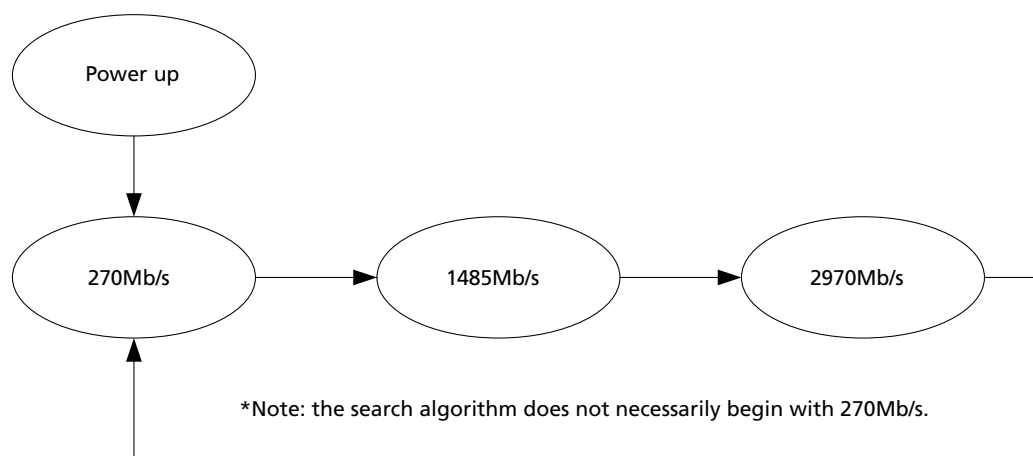 Power up
270Mb/s
1485Mb/s
2970Mb/s
*Note: the search algorithm does not necessarily begin with 270Mb/s.